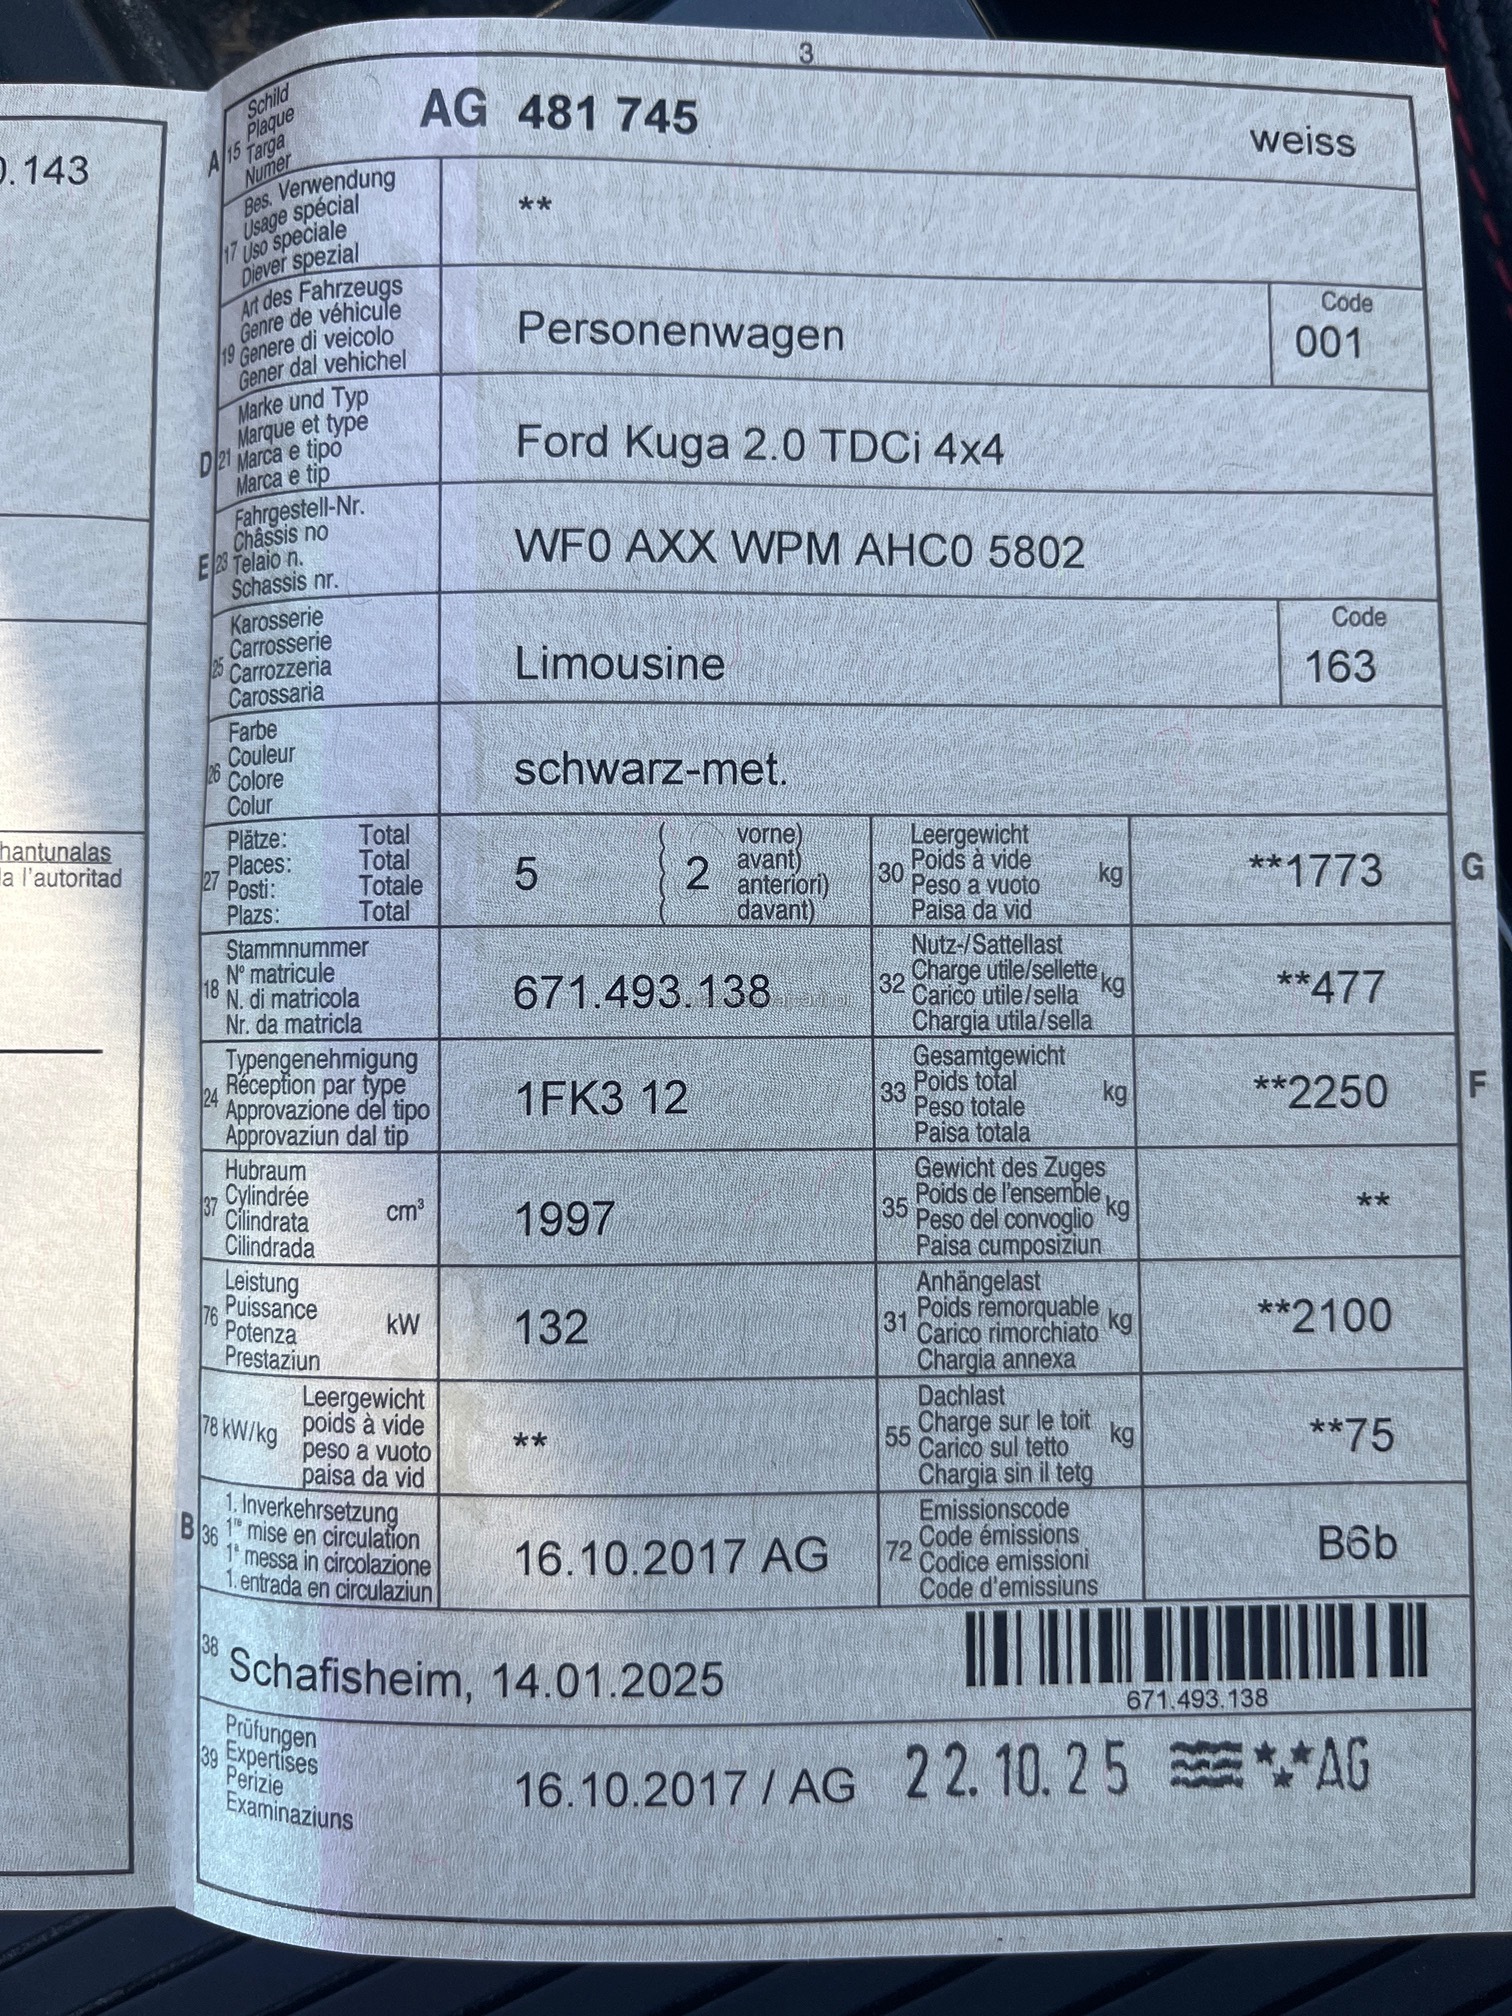 3
0.143
hantunalas
la l'autoritad
A 15 Schild
Plaque
Targa
Numer
AG 481 745
weiss
17 Bes. Verwendung
Usage spécial
Uso speciale
Diever spezial
**
19 Art des Fahrzeugs
Genre de véhicule
Genere di veicolo
Gener dal vehichel
Personenwagen
Code
001
D 21 Marke und Typ
Marque et type
Marca e tipo
Marca e tip
Ford Kuga 2.0 TDCi 4x4
E 23 Fahrgestell-Nr.
Châssis no
Telaio n.
Schassis nr.
WF0 AXX WPM AHC0 5802
25 Karosserie
Carrosserie
Carrozzeria
Carossaria
Limousine
Code
163
26 Farbe
Couleur
Colore
Colur
schwarz-met.
27 Plätze: Total
Places: Total
Posti: Totale
Plazs: Total
5
( 2 vorne)
avant)
anteriori)
davant)
30 Leergewicht
Poids à vide
Peso a vuoto
Paisa da vid
kg
**1773
G
18 Stammnummer
N° matricule
N. di matricola
Nr. da matricla
671.493.138
32 Nutz-/Sattellast
Charge utile/sellette
Carico utile/sella
Chargia utila/sella
kg
**477
24 Typengenehmigung
Réception par type
Approvazione del tipo
Approvaziun dal tip
1FK3 12
33 Gesamtgewicht
Poids total
Peso totale
Paisa totala
kg
**2250
F
37 Hubraum
Cylindrée
Cilindrata
Cilindrada
cm³
1997
35 Gewicht des Zuges
Poids de l'ensemble
Peso del convoglio
Paisa cumposiziun
kg
**
76 Leistung
Puissance
Potenza
Prestaziun
kW
132
31 Anhängelast
Poids remorquable
Carico rimorchiato
Chargia annexa
kg
**2100
78 kW/kg
Leergewicht
poids à vide
peso a vuoto
paisa da vid
**
55 Dachlast
Charge sur le toit
Carico sul tetto
Chargia sin il tetg
kg
**75
B 36 1. Inverkehrsetzung
1re mise en circulation
1a messa in circolazione
1. entrada en circulaziun
16.10.2017 AG
72 Emissionscode
Code émissions
Codice emissioni
Code d'emissiuns
B6b
38 Schafisheim, 14.01.2025
671.493.138
39 Prüfungen
Expertises
Perizie
Examinaziuns
16.10.2017 / AG
22.10.25 AG